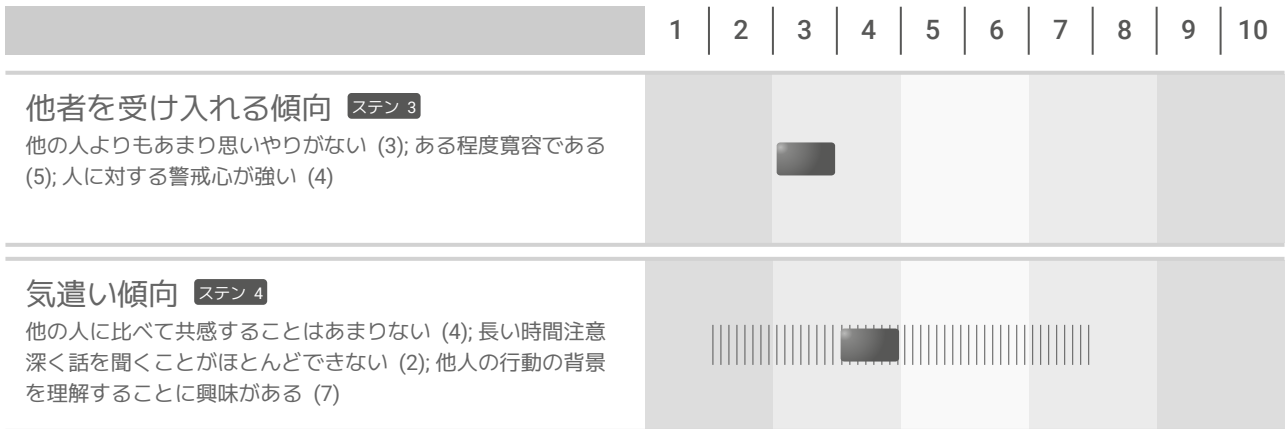 1 2 3 4 5 6 7 8 9 10
他者を受け入れる傾向 ステン 3
他の人よりもあまり思いやりがない (3); ある程度寛容である
(5); 人に対する警戒心が強い (4)
気遣い傾向 ステン 4
他の人に比べて共感することはあまりない (4); 長い時間注意
深く話を聞くことがほとんどできない (2); 他人の行動の背景
を理解することに興味がある (7)